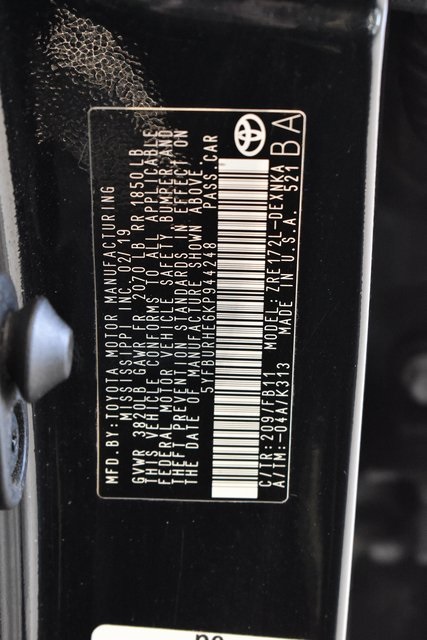 MFD.BY:TOYOTA MOTOR MANUFACTURING
MISSISSIPPI INC. 02/19
GVWR 3820LB GAWR FR 2070 LB RR 1850LB
THIS VEHICLE CONFORMS TO ALL APPLICABLE
FEDERAL MOTOR VEHICLE SAFETY, BUMPER AND
THEFT PREVENTION STANDARDS IN EFFECT ON
THE DATE OF MANUFACTURE SHOWN ABOVE.
5YFBURHE6KP944248 PASS.CAR
C/TR:209/FB11 MODEL:ZRE172L-DEXNKA
A/TM:-04A/K313 MADE IN U.S.A. 521
BA